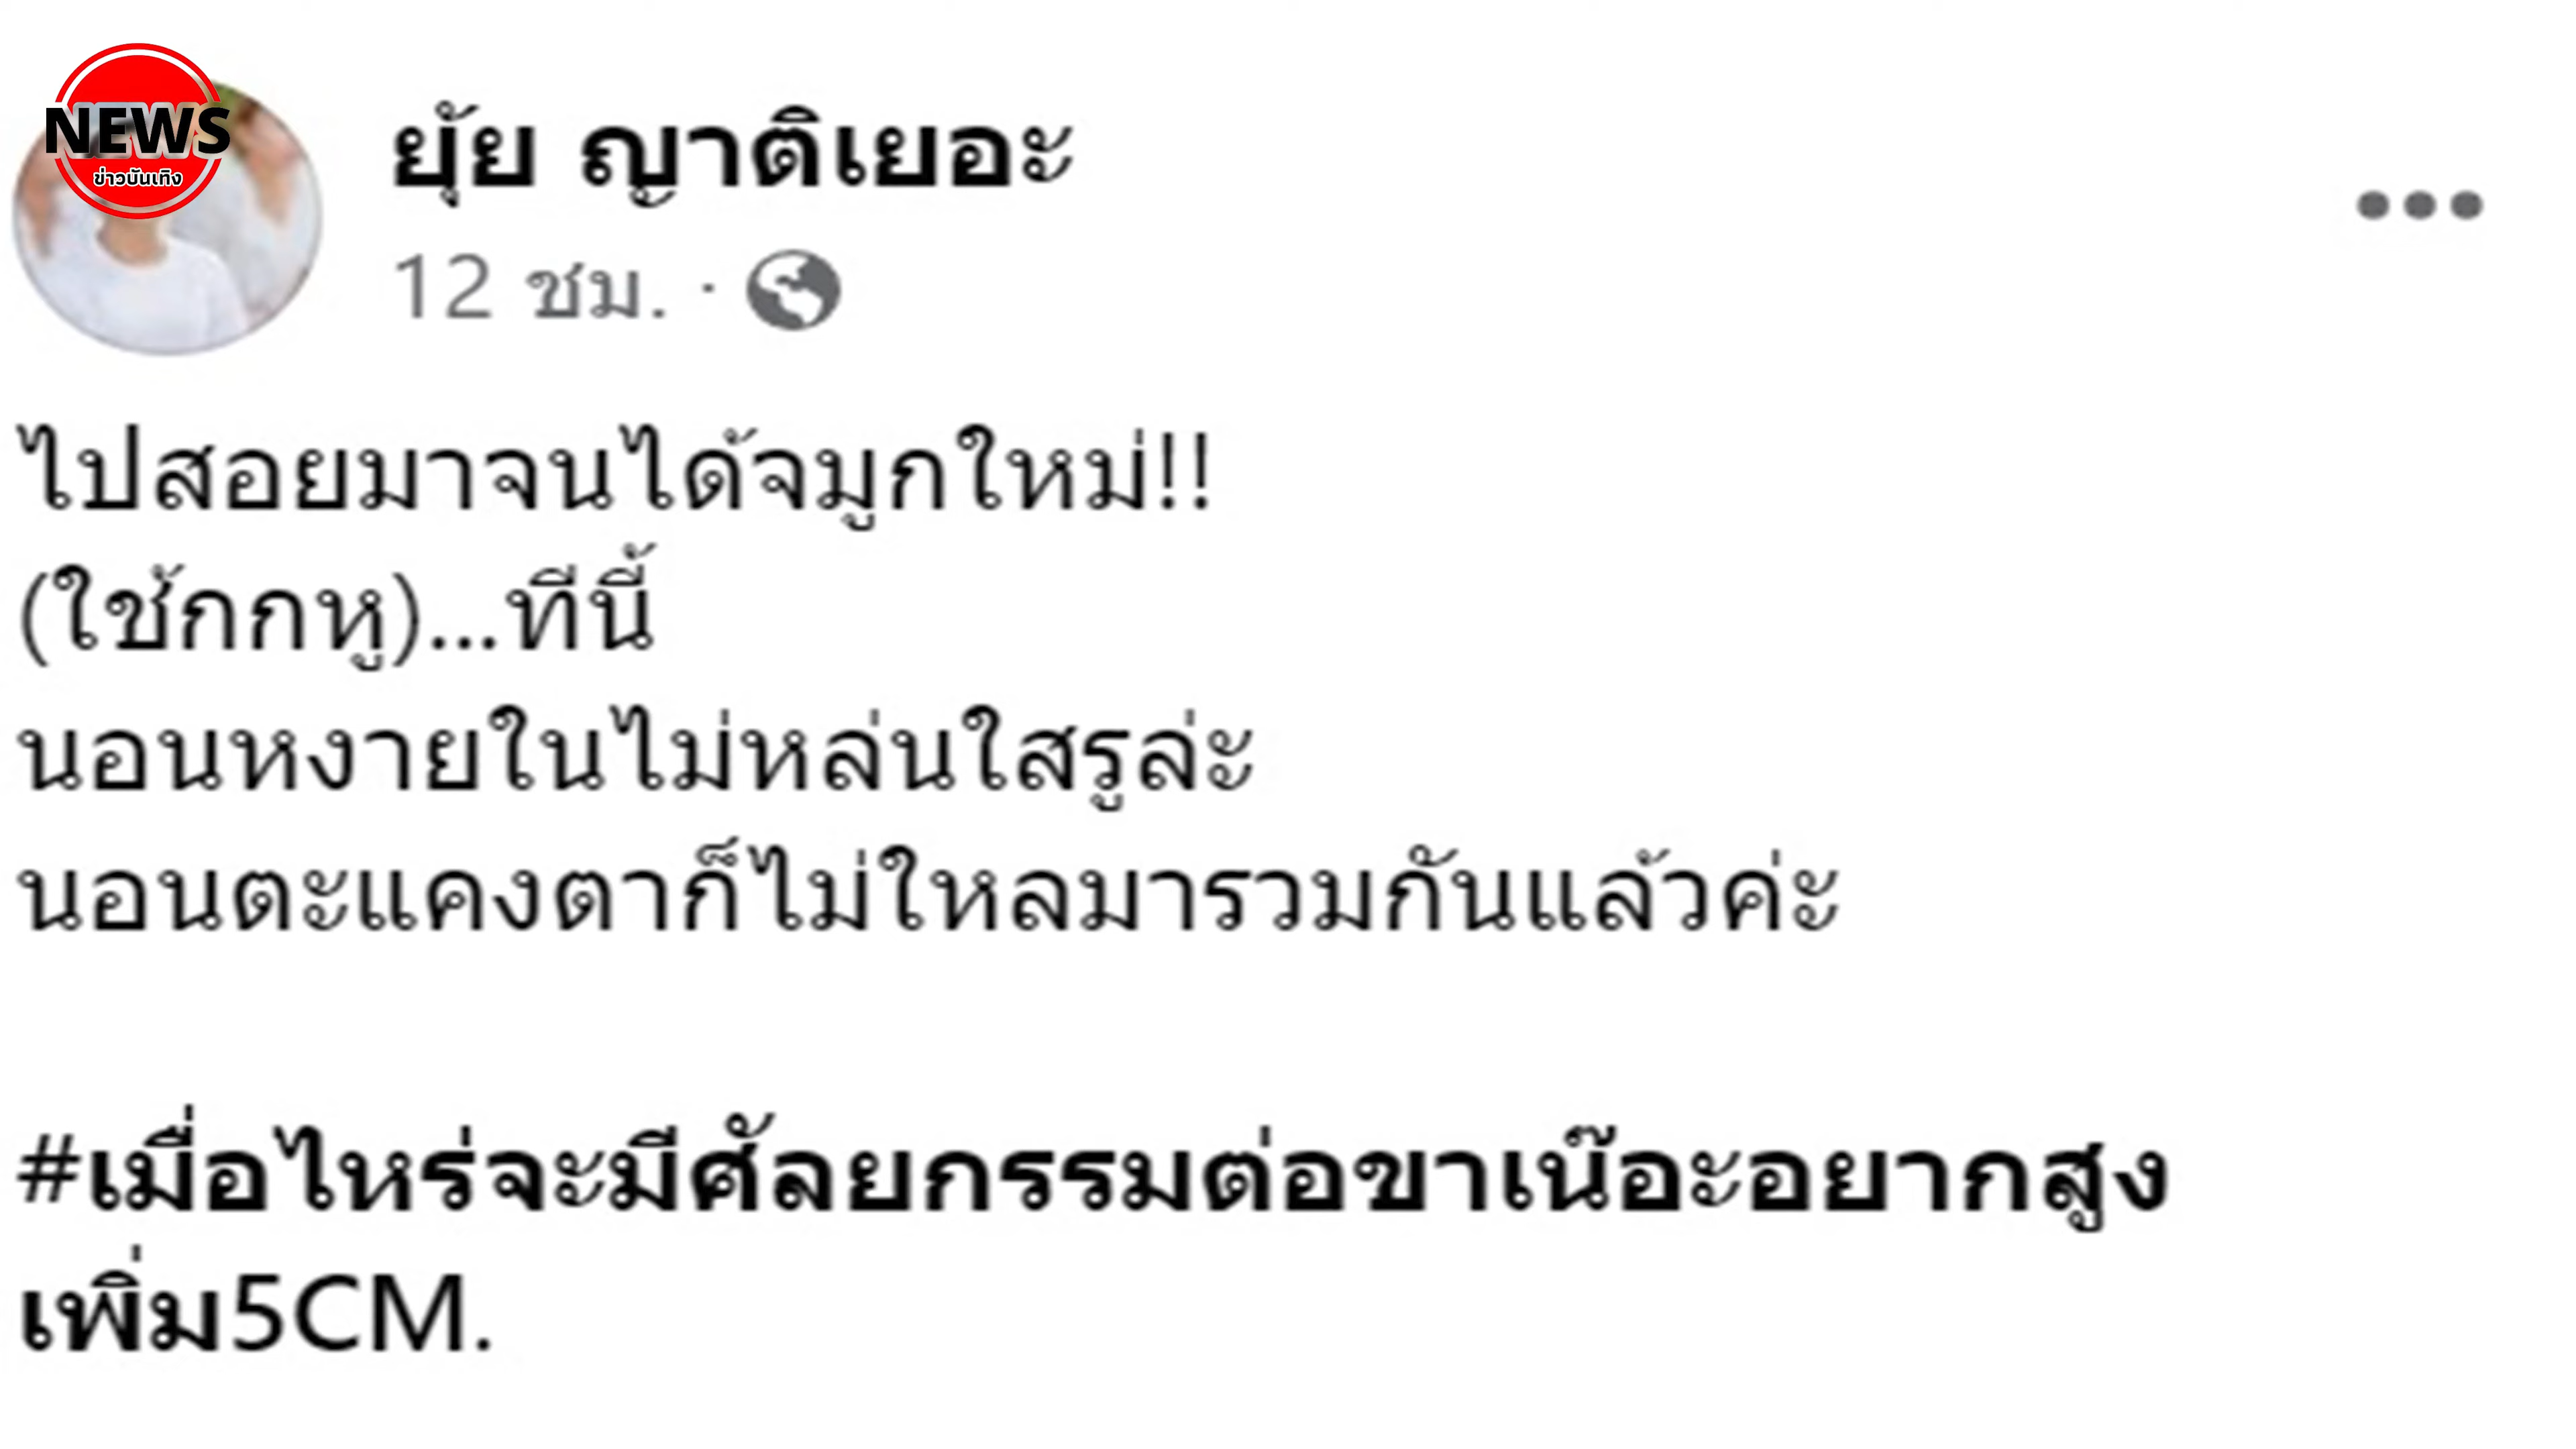 NEWS
ข่าวบันเทิง
ยุ้ย ญาติเยอะ
12 ชม. ·
ไปสอยมาจนได้จมูกใหม่!!
(ใช้กกหู)...ทีนี้
นอนหงายในไม่หล่นใสรูล่ะ
นอนตะแคงตาก็ไม่ใหลมารวมกันแล้วค่ะ
#เมื่อไหร่จะมีศัลยกรรมต่อขาเน๊อะอยากสูง
เพิ่ม5CM.